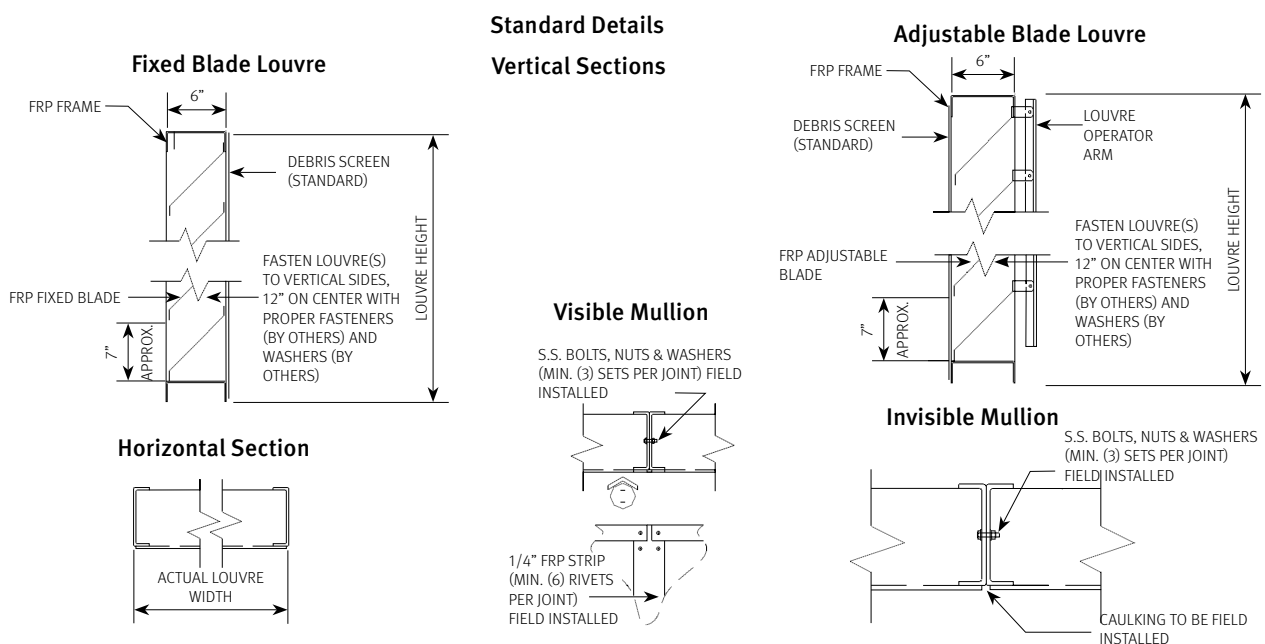 Standard Details
Vertical Sections
Fixed Blade Louvre
6”
FRP FRAME
DEBRIS SCREEN
(STANDARD)
LOUVRE HEIGHT
FRP FIXED BLADE
FASTEN LOUVRE(S)
TO VERTICAL SIDES,
12” ON CENTER WITH
PROPER FASTENERS
(BY OTHERS) AND
WASHERS (BY
OTHERS)
7”
APPROX.
Adjustable Blade Louvre
6”
FRP FRAME
DEBRIS SCREEN
(STANDARD)
LOUVRE
OPERATOR
ARM
LOUVRE HEIGHT
FRP ADJUSTABLE
BLADE
FASTEN LOUVRE(S)
TO VERTICAL SIDES,
12” ON CENTER WITH
PROPER FASTENERS
(BY OTHERS) AND
WASHERS (BY
OTHERS)
7”
APPROX.
Horizontal Section
ACTUAL LOUVRE
WIDTH
Visible Mullion
S.S. BOLTS, NUTS & WASHERS
(MIN. (3) SETS PER JOINT) FIELD
INSTALLED
1/4” FRP STRIP
(MIN. (6) RIVETS
PER JOINT)
FIELD INSTALLED
Invisible Mullion
S.S. BOLTS, NUTS & WASHERS
(MIN. (3) SETS PER JOINT)
FIELD INSTALLED
CAULKING TO BE FIELD
INSTALLED